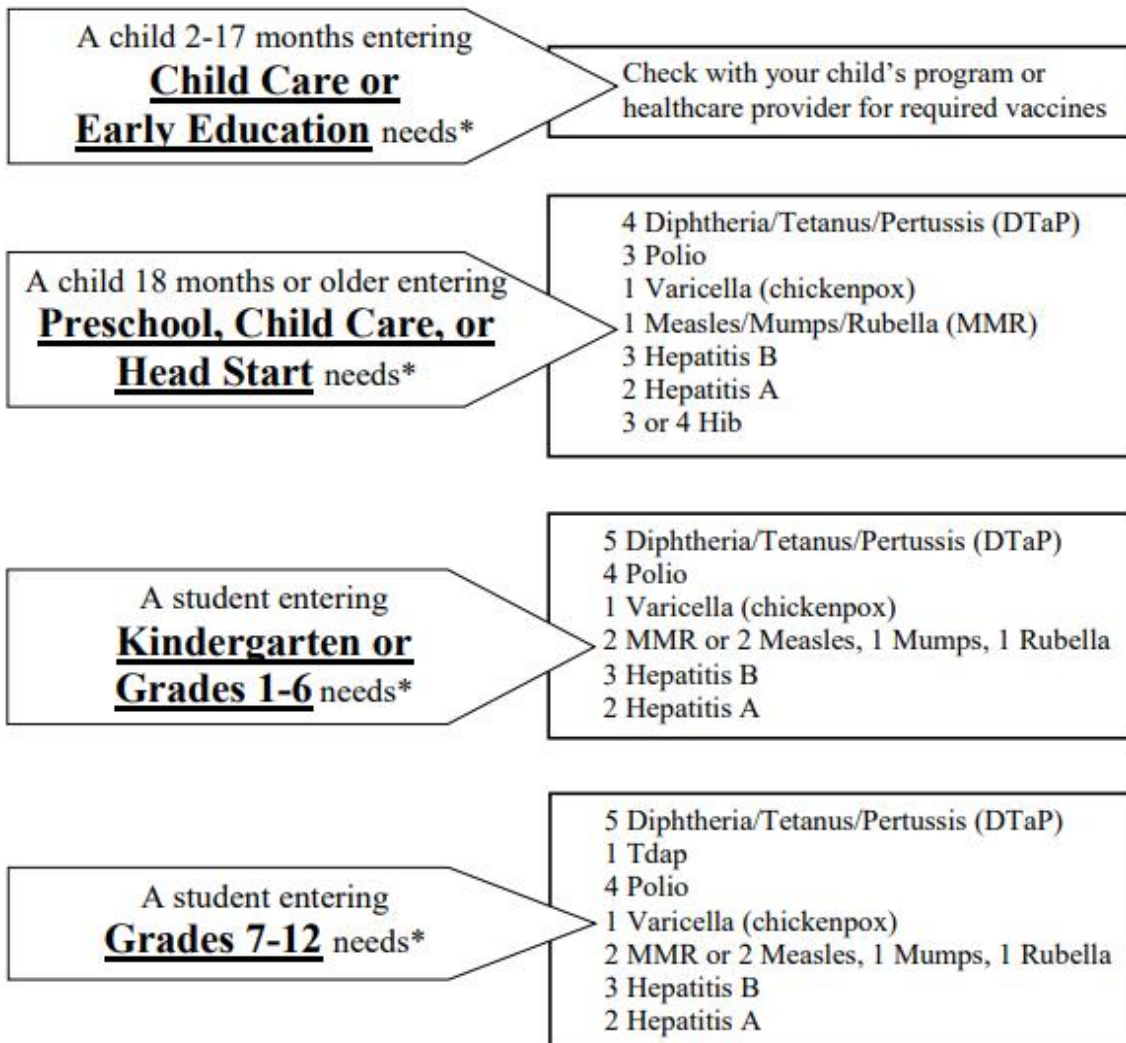 A child 2-17 months entering
Child Care or
Early Education needs*
Check with your child's program or
healthcare provider for required vaccines
A child 18 months or older entering
Preschool, Child Care, or
Head Start needs*
4 Diphtheria/Tetanus/Pertussis (DTaP)
3 Polio
1 Varicella (chickenpox)
1 Measles/Mumps/Rubella (MMR)
3 Hepatitis B
2 Hepatitis A
3 or 4 Hib
A student entering
Kindergarten or
Grades 1-6 needs*
5 Diphtheria/Tetanus/Pertussis (DTaP)
4 Polio
1 Varicella (chickenpox)
2 MMR or 2 Measles, 1 Mumps, 1 Rubella
3 Hepatitis B
2 Hepatitis A
A student entering
Grades 7-12 needs*
5 Diphtheria/Tetanus/Pertussis (DTaP)
1 Tdap
4 Polio
1 Varicella (chickenpox)
2 MMR or 2 Measles, 1 Mumps, 1 Rubella
3 Hepatitis B
2 Hepatitis A